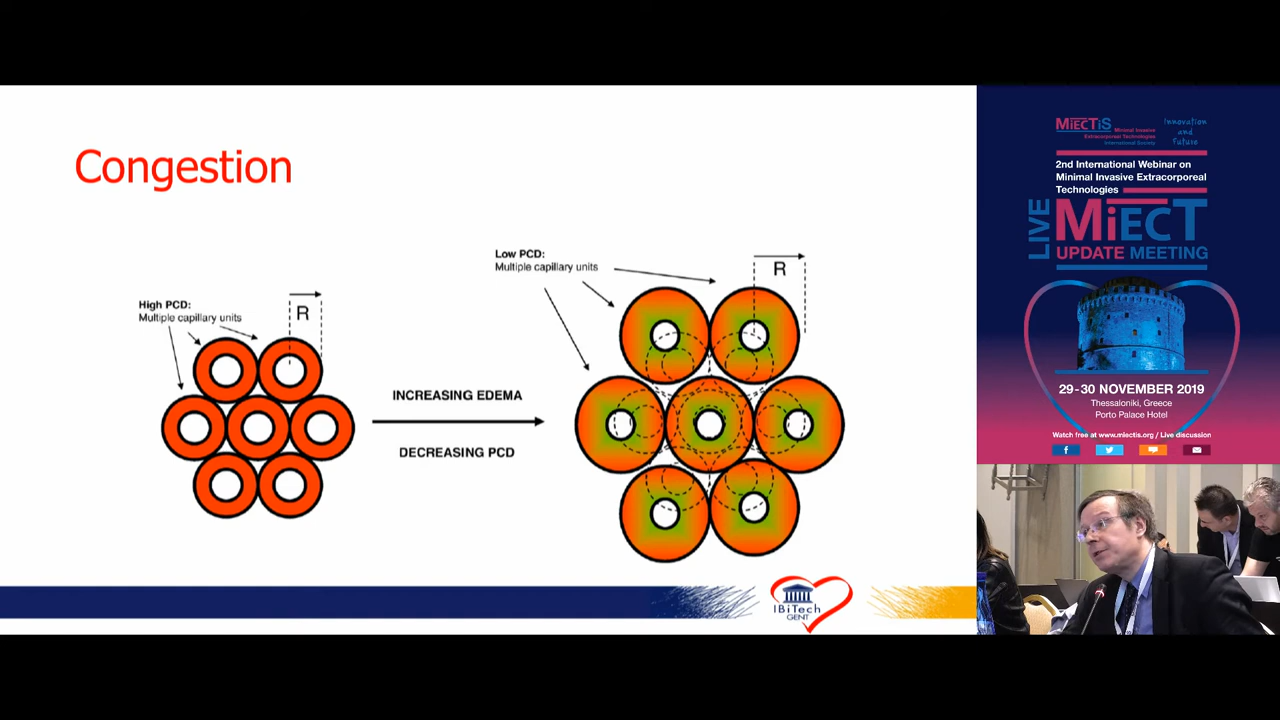 Congestion
High PCD:
Multiple capillary units
R
INCREASING EDEMA
DECREASING PCD
Low PCD:
Multiple capillary units
R
IBiTech
GENT
MiECTiS
Minimal Invasive
Extracorporeal Technologies
International Society
Innovation
and
Future
2nd International Webinar on
Minimal Invasive Extracorporeal
Technologies
LIVE
MiECT
UPDATE MEETING
29-30 NOVEMBER 2019
Thessaloniki, Greece
Porto Palace Hotel
Watch free at www.miectis.org / Live discussion